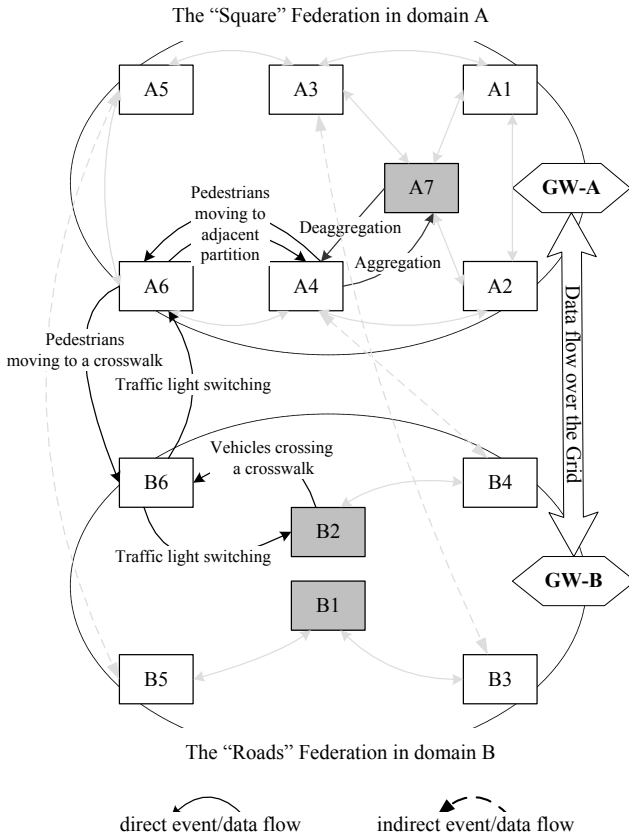 The “Square” Federation in domain A
A5
A3
A1
A7
GW-A
Pedestrians
moving to
adjacent
partition
Deaggregation
Aggregation
A6
A4
A2
Pedestrians
moving to a crosswalk
Traffic light switching
Data flow over the Grid
Vehicles crossing
a crosswalk
B6
B4
B2
Traffic light switching
GW-B
B1
B5
B3
The “Roads” Federation in domain B
direct event/data flow
indirect event/data flow